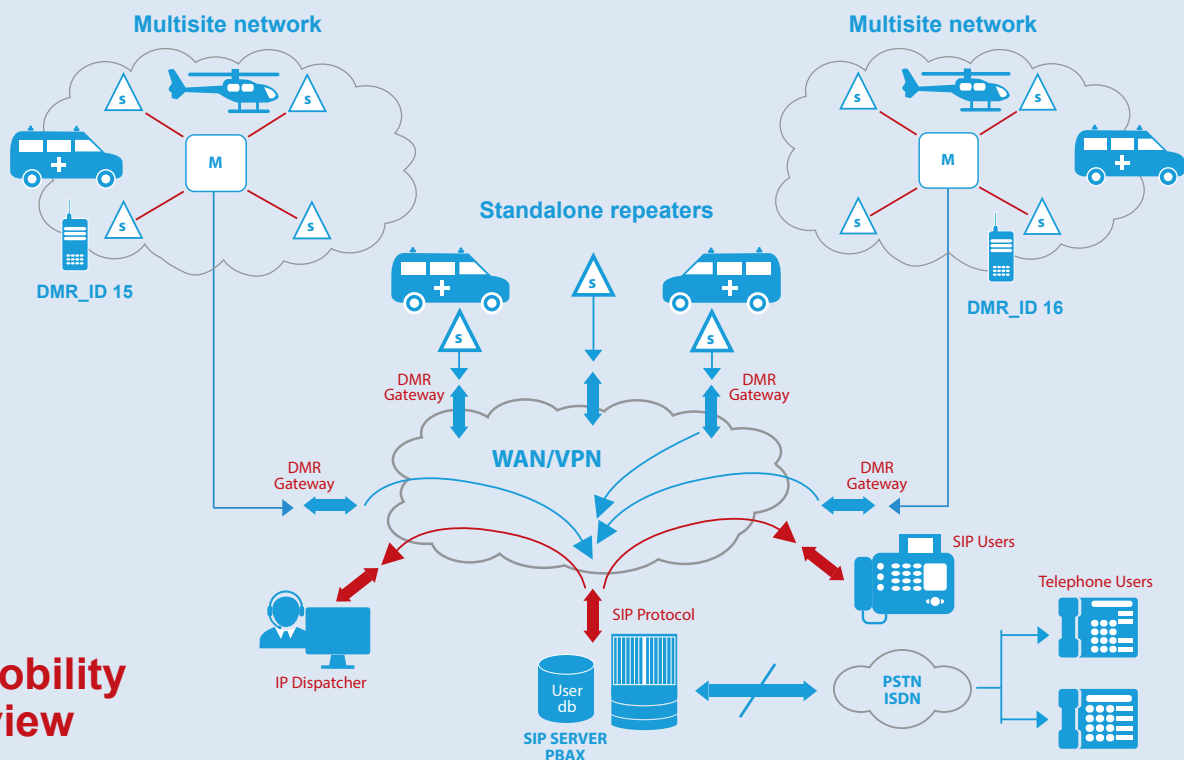 Multisite network
Multisite network
S
S
S
S
M
M
S
S
S
S
DMR_ID 15
DMR_ID 16
Standalone repeaters
S
S
S
DMR
Gateway
DMR
Gateway
WAN/VPN
DMR
Gateway
DMR
Gateway
SIP Users
Telephone Users
SIP Protocol
IP Dispatcher
User
db
SIP SERVER
PBAX
PSTN
ISDN
obility
view